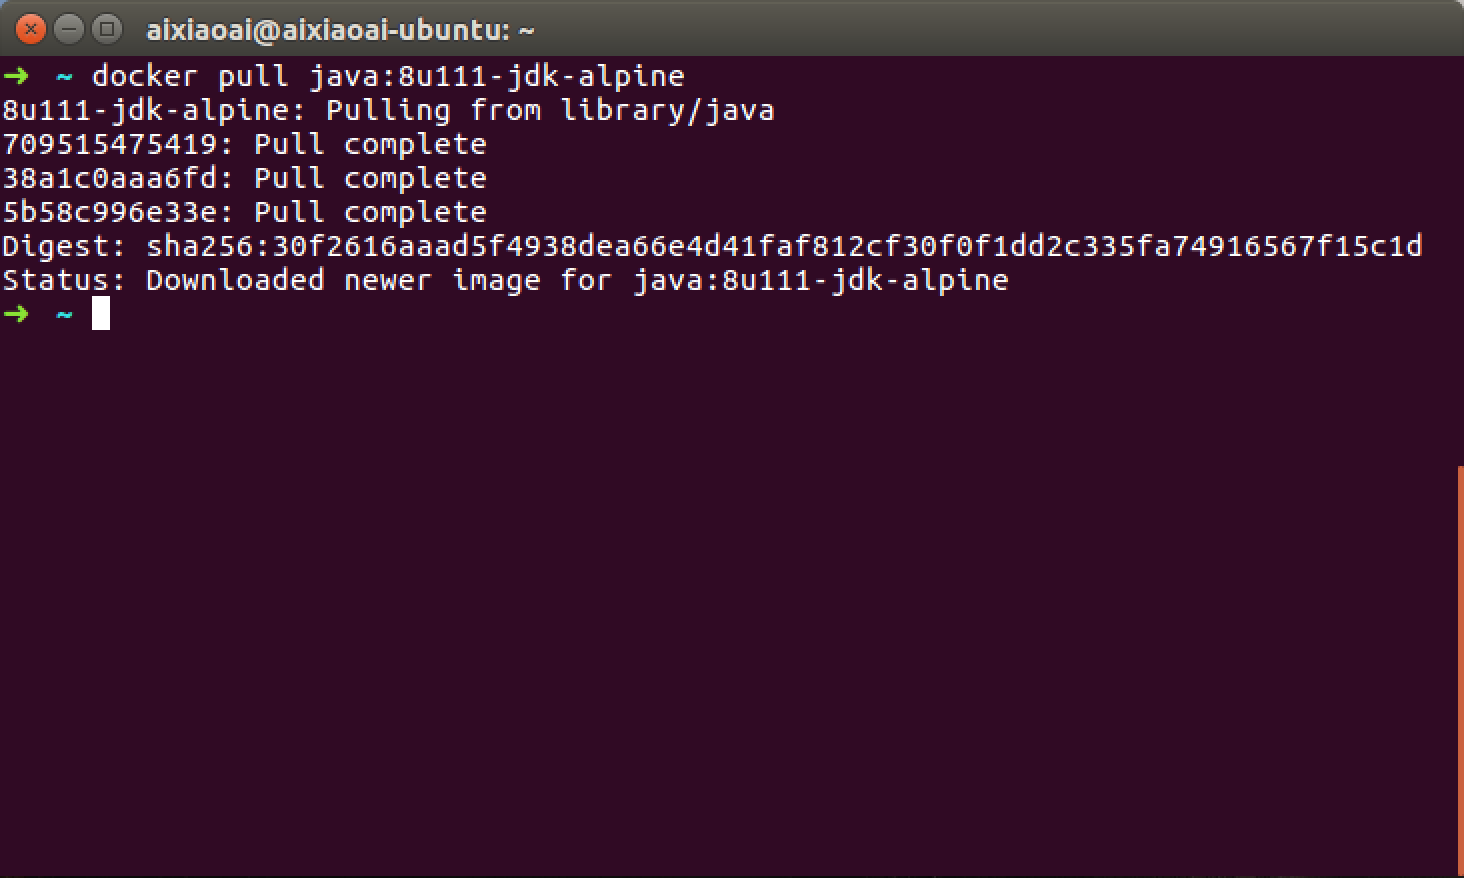 aixiaoai@aixiaoai-ubuntu: ~
➜ ~ docker pull java:8u111-jdk-alpine
8u111-jdk-alpine: Pulling from library/java
709515475419: Pull complete
38a1c0aaa6fd: Pull complete
5b58c996e33e: Pull complete
Digest: sha256:30f2616aaad5f4938dea66e4d41faf812cf30f0f1dd2c335fa74916567f15c1d
Status: Downloaded newer image for java:8u111-jdk-alpine
➜ ~